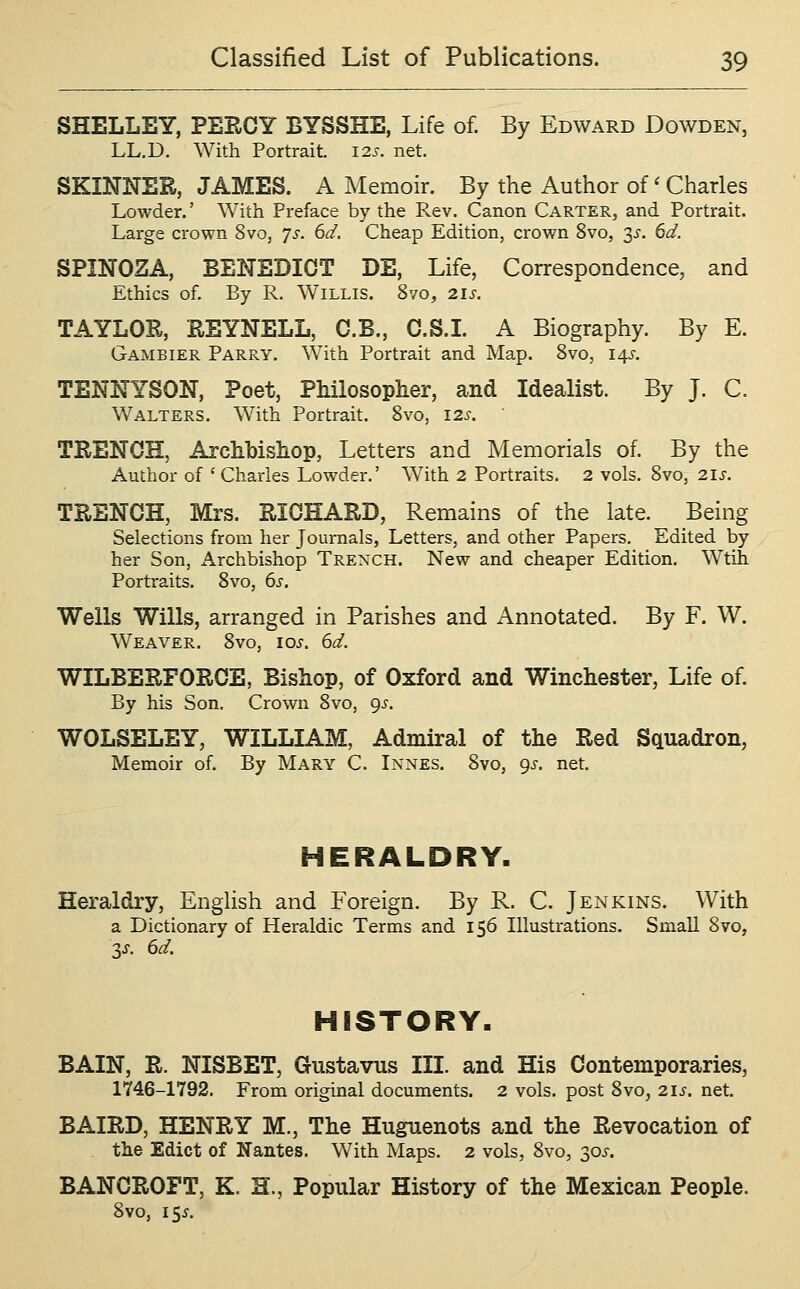 Classified List of Publications. 39
SHELLEY, PERCY BYSSHE, Life of. By Edward Dowden,
LL.D. With Portrait. 12s. net.
SKINNER, JAMES. A Memoir. By the Author of ‘ Charles
Lowder.’ With Preface by the Rev. Canon Carter, and Portrait.
Large crown 8vo, 7s. 6d. Cheap Edition, crown 8vo, 3s. 6d.
SPINOZA, BENEDICT DE, Life, Correspondence, and
Ethics of. By R. Willis. 8vo, 21s.
TAYLOR, REYNELL, C.B., C.S.I. A Biography. By E.
Gambier Parry. With Portrait and Map. 8vo, 14s.
TENNYSON, Poet, Philosopher, and Idealist. By J. C.
Walters. With Portrait. 8vo, 12s.
TRENCH, Archbishop, Letters and Memorials of. By the
Author of ‘ Charles Lowder.’ With 2 Portraits. 2 vols. 8vo, 21s.
TRENCH, Mrs. RICHARD, Remains of the late. Being
Selections from her Journals, Letters, and other Papers. Edited by
her Son, Archbishop Trench. New and cheaper Edition. Wtih
Portraits. 8vo, 6s.
Wells Wills, arranged in Parishes and Annotated. By F. W.
Weaver. 8vo, 10s. 6d.
WILBERFORCE, Bishop, of Oxford and Winchester, Life of.
By his Son. Crown 8vo, 9s.
WOLSELEY, WILLIAM, Admiral of the Red Squadron,
Memoir of. By Mary C. Innes. 8vo, 9s. net.
HERALDRY.
Heraldry, English and Foreign. By R. C. Jenkins. With
a Dictionary of Heraldic Terms and 156 Illustrations. Small 8vo,
3s. 6d.
HISTORY.
BAIN, R. NISBET, Gustavus III. and His Contemporaries,
1746-1792. From original documents. 2 vols. post 8vo, 21s. net.
BAIRD, HENRY M., The Huguenots and the Revocation of
the Edict of Nantes. With Maps. 2 vols, 8vo, 30s.
BANCROFT, K. H., Popular History of the Mexican People.
8vo, 15s.